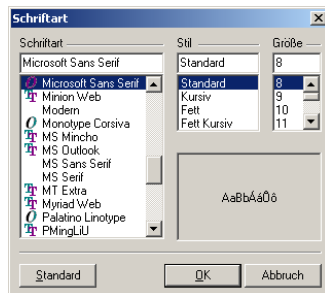 Schriftart
Schriftart
Stil
Größe
Microsoft Sans Serif
Standard
8
Microsoft Sans Serif
Minion Web
Modern
Monotype Corsiva
MS Mincho
MS Outlook
MS Sans Serif
MS Serif
MT Extra
Myriad Web
Palatino Linotype
PMingLiU
Standard
Kursiv
Fett
Fett Kursiv
8
9
10
11
AaBbÁáÛô
Standard
OK
Abbruch